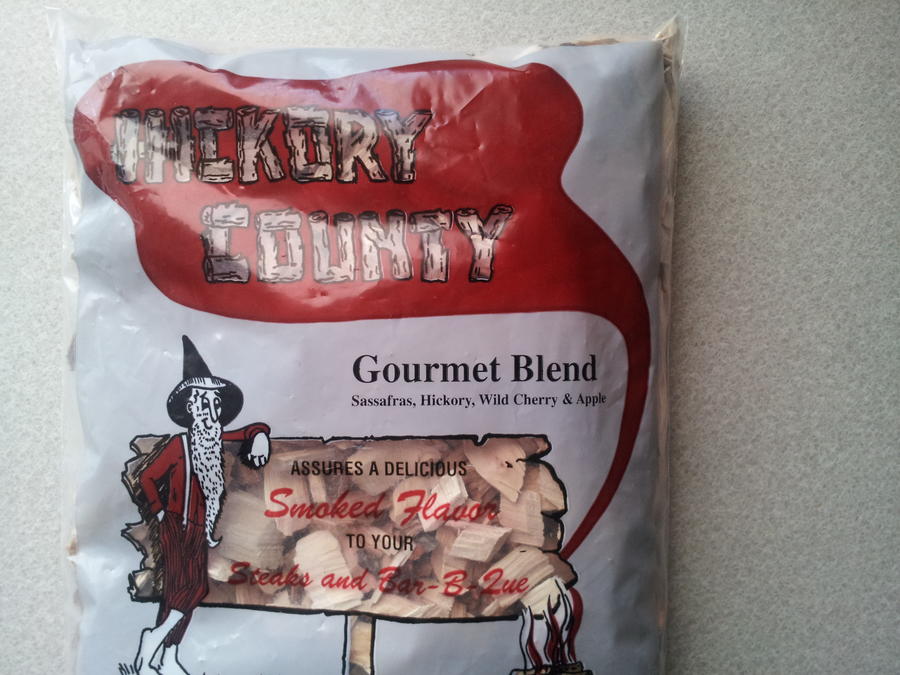 HICKORY
COUNTY
Gourmet Blend
Sassafras, Hickory, Wild Cherry & Apple
ASSURES A DELICIOUS
Smoked Flavor
TO YOUR
Steaks and Bar-B-Que